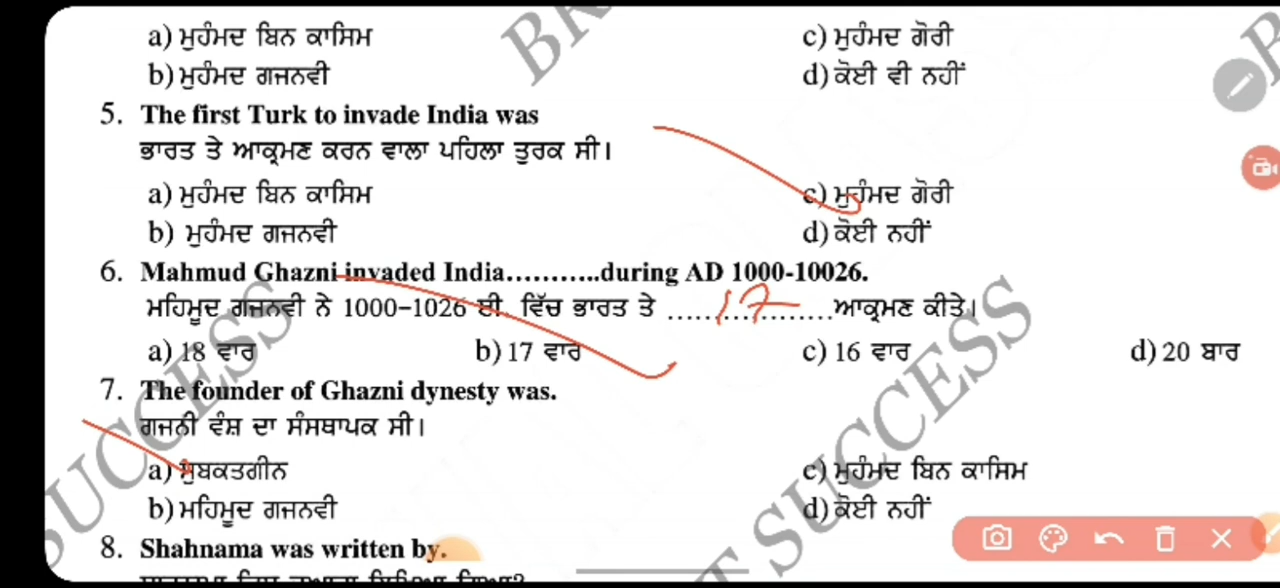 a) ਮੁਹੰਮਦ ਬਿਨ ਕਾਸਿਮ c) ਮੁਹੰਮਦ ਗੋਰੀ
b) ਮੁਹੰਮਦ ਗਜਨਵੀ d) ਕੋਈ ਵੀ ਨਹੀਂ
5. The first Turk to invade India was
ਭਾਰਤ ਤੇ ਆਕ੍ਰਮਣ ਕਰਨ ਵਾਲਾ ਪਹਿਲਾ ਤੁਰਕ ਸੀ।
a) ਮੁਹੰਮਦ ਬਿਨ ਕਾਸਿਮ c) ਮੁਹੰਮਦ ਗੋਰੀ
b) ਮੁਹੰਮਦ ਗਜਨਵੀ d) ਕੋਈ ਨਹੀਂ
6. Mahmud Ghazni invaded India...........during AD 1000-10026.
ਮਹਿਮੂਦ ਗਜਨਵੀ ਨੇ 1000-1026 ਈ. ਵਿੱਚ ਭਾਰਤ ਤੇ ......17......ਆਕ੍ਰਮਣ ਕੀਤੇ।
a) 18 ਵਾਰ b) 17 ਵਾਰ c) 16 ਵਾਰ d) 20 ਬਾਰ
7. The founder of Ghazni dynesty was.
ਗਜਨੀ ਵੰਸ਼ ਦਾ ਸੰਸਥਾਪਕ ਸੀ।
a) ਸੁਬਕਤਗੀਨ c) ਮੁਹੰਮਦ ਬਿਨ ਕਾਸਿਮ
b) ਮਹਿਮੂਦ ਗਜਨਵੀ d) ਕੋਈ ਨਹੀਂ
8. Shahnama was written by.
SUCCESS
SUCCESS